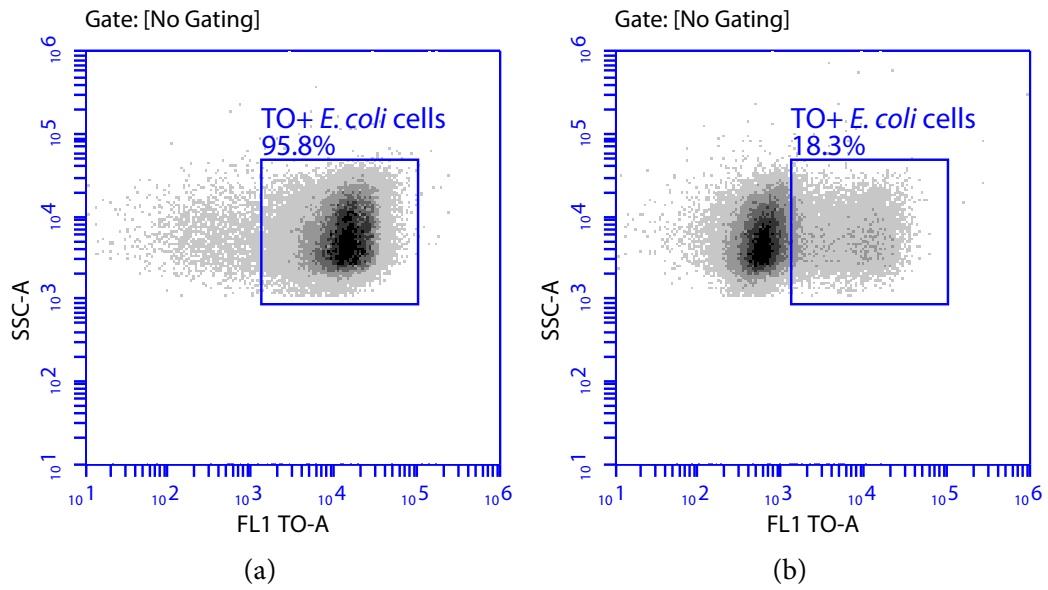 Gate: [No Gating]
TO+ E. coli cells
95.8%
SSC-A
10^6
10^5
10^4
10^3
10^2
10^1
10^1 10^2 10^3 10^4 10^5 10^6
FL1 TO-A
(a)
Gate: [No Gating]
TO+ E. coli cells
18.3%
SSC-A
10^6
10^5
10^4
10^3
10^2
10^1
10^1 10^2 10^3 10^4 10^5 10^6
FL1 TO-A
(b)